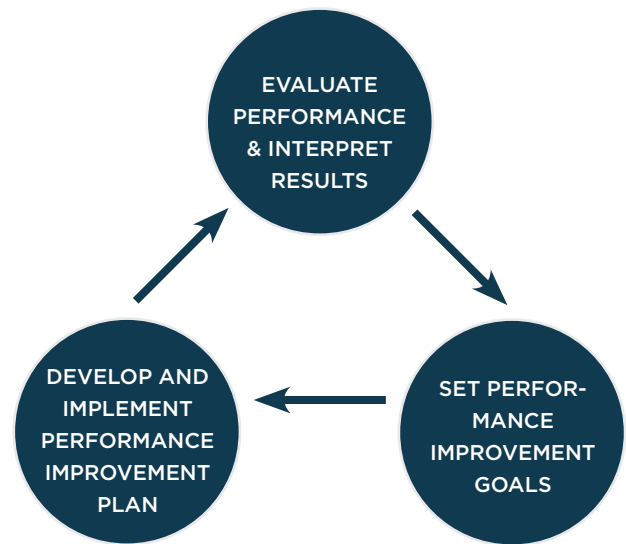 EVALUATE
PERFORMANCE
& INTERPRET
RESULTS
SET PERFOR-
MANCE
IMPROVEMENT
GOALS
DEVELOP AND
IMPLEMENT
PERFORMANCE
IMPROVEMENT
PLAN